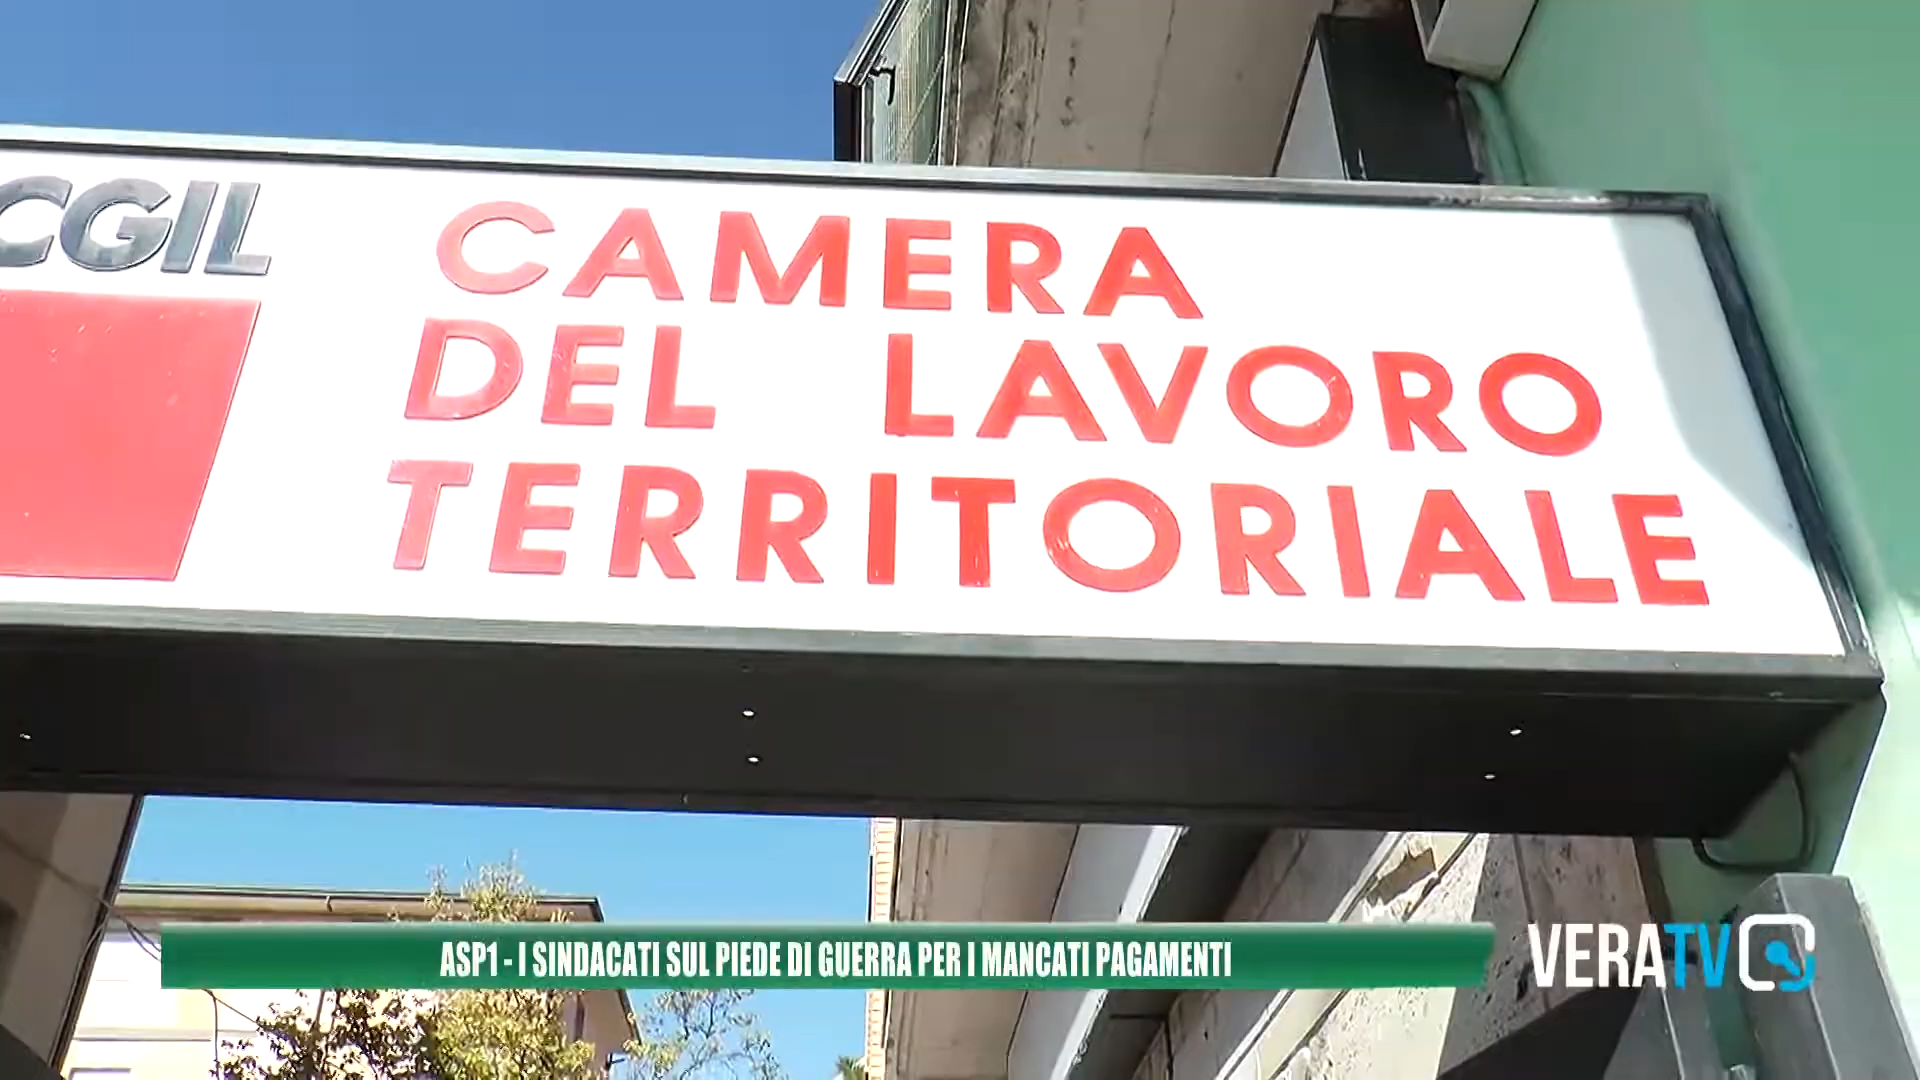 CGIL
CAMERA
DEL LAVORO
TERRITORIALE
ASP1 - I SINDACATI SUL PIEDE DI GUERRA PER I MANCATI PAGAMENTI
VERATV